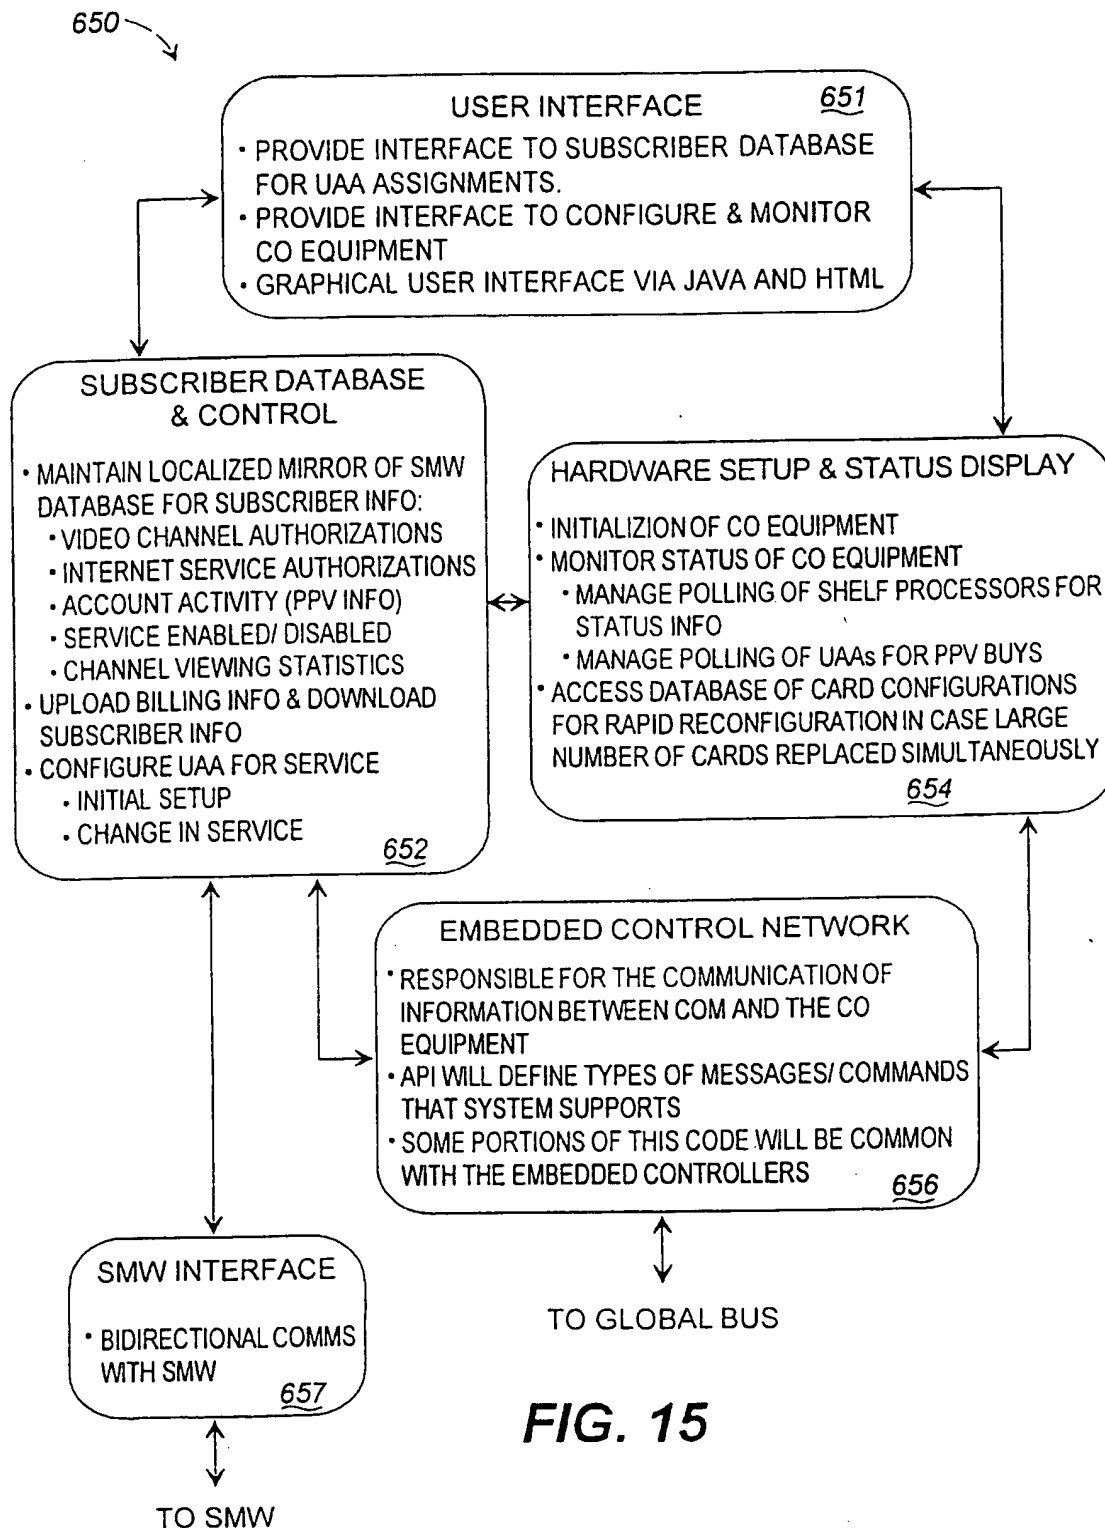 650
USER INTERFACE 651
• PROVIDE INTERFACE TO SUBSCRIBER DATABASE
FOR UAA ASSIGNMENTS.
• PROVIDE INTERFACE TO CONFIGURE & MONITOR
CO EQUIPMENT
• GRAPHICAL USER INTERFACE VIA JAVA AND HTML
SUBSCRIBER DATABASE
& CONTROL
• MAINTAIN LOCALIZED MIRROR OF SMW
DATABASE FOR SUBSCRIBER INFO:
• VIDEO CHANNEL AUTHORIZATIONS
• INTERNET SERVICE AUTHORIZATIONS
• ACCOUNT ACTIVITY (PPV INFO)
• SERVICE ENABLED/ DISABLED
• CHANNEL VIEWING STATISTICS
• UPLOAD BILLING INFO & DOWNLOAD
SUBSCRIBER INFO
• CONFIGURE UAA FOR SERVICE
• INITIAL SETUP
• CHANGE IN SERVICE
652
HARDWARE SETUP & STATUS DISPLAY
• INITIALIZION OF CO EQUIPMENT
• MONITOR STATUS OF CO EQUIPMENT
• MANAGE POLLING OF SHELF PROCESSORS FOR
STATUS INFO
• MANAGE POLLING OF UAAs FOR PPV BUYS
• ACCESS DATABASE OF CARD CONFIGURATIONS
FOR RAPID RECONFIGURATION IN CASE LARGE
NUMBER OF CARDS REPLACED SIMULTANEOUSLY
654
EMBEDDED CONTROL NETWORK
• RESPONSIBLE FOR THE COMMUNICATION OF
INFORMATION BETWEEN COM AND THE CO
EQUIPMENT
• API WILL DEFINE TYPES OF MESSAGES/ COMMANDS
THAT SYSTEM SUPPORTS
• SOME PORTIONS OF THIS CODE WILL BE COMMON
WITH THE EMBEDDED CONTROLLERS
656
SMW INTERFACE
• BIDIRECTIONAL COMMS
WITH SMW
657
TO GLOBAL BUS
FIG. 15
TO SMW